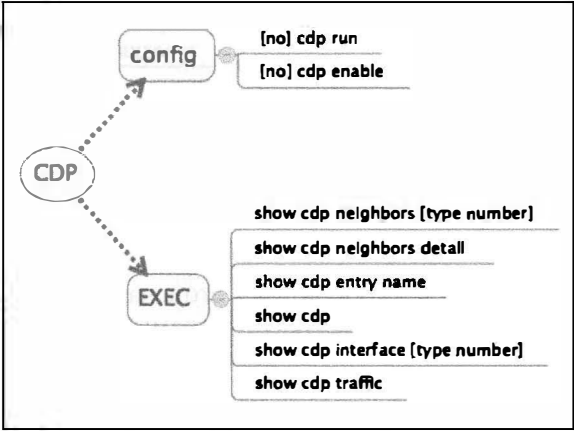 config
[no] cdp run
[no] cdp enable
CDP
show cdp neighbors [type number]
show cdp neighbors detail
EXEC
show cdp entry name
show cdp
show cdp interface [type number]
show cdp traffic